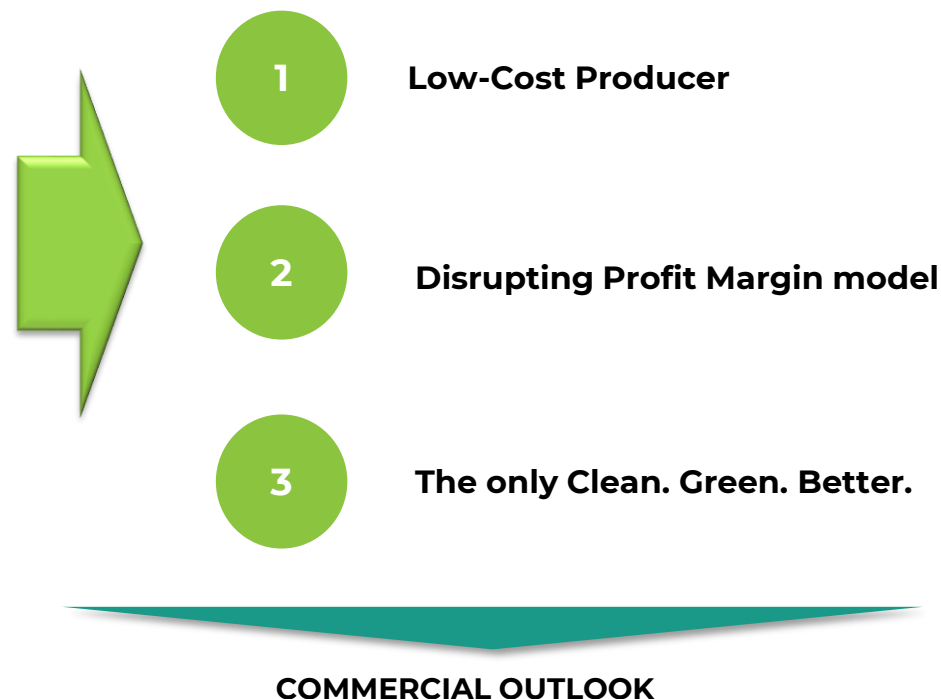 1
Low-Cost Producer
2
Disrupting Profit Margin model
3
The only Clean. Green. Better.
COMMERCIAL OUTLOOK